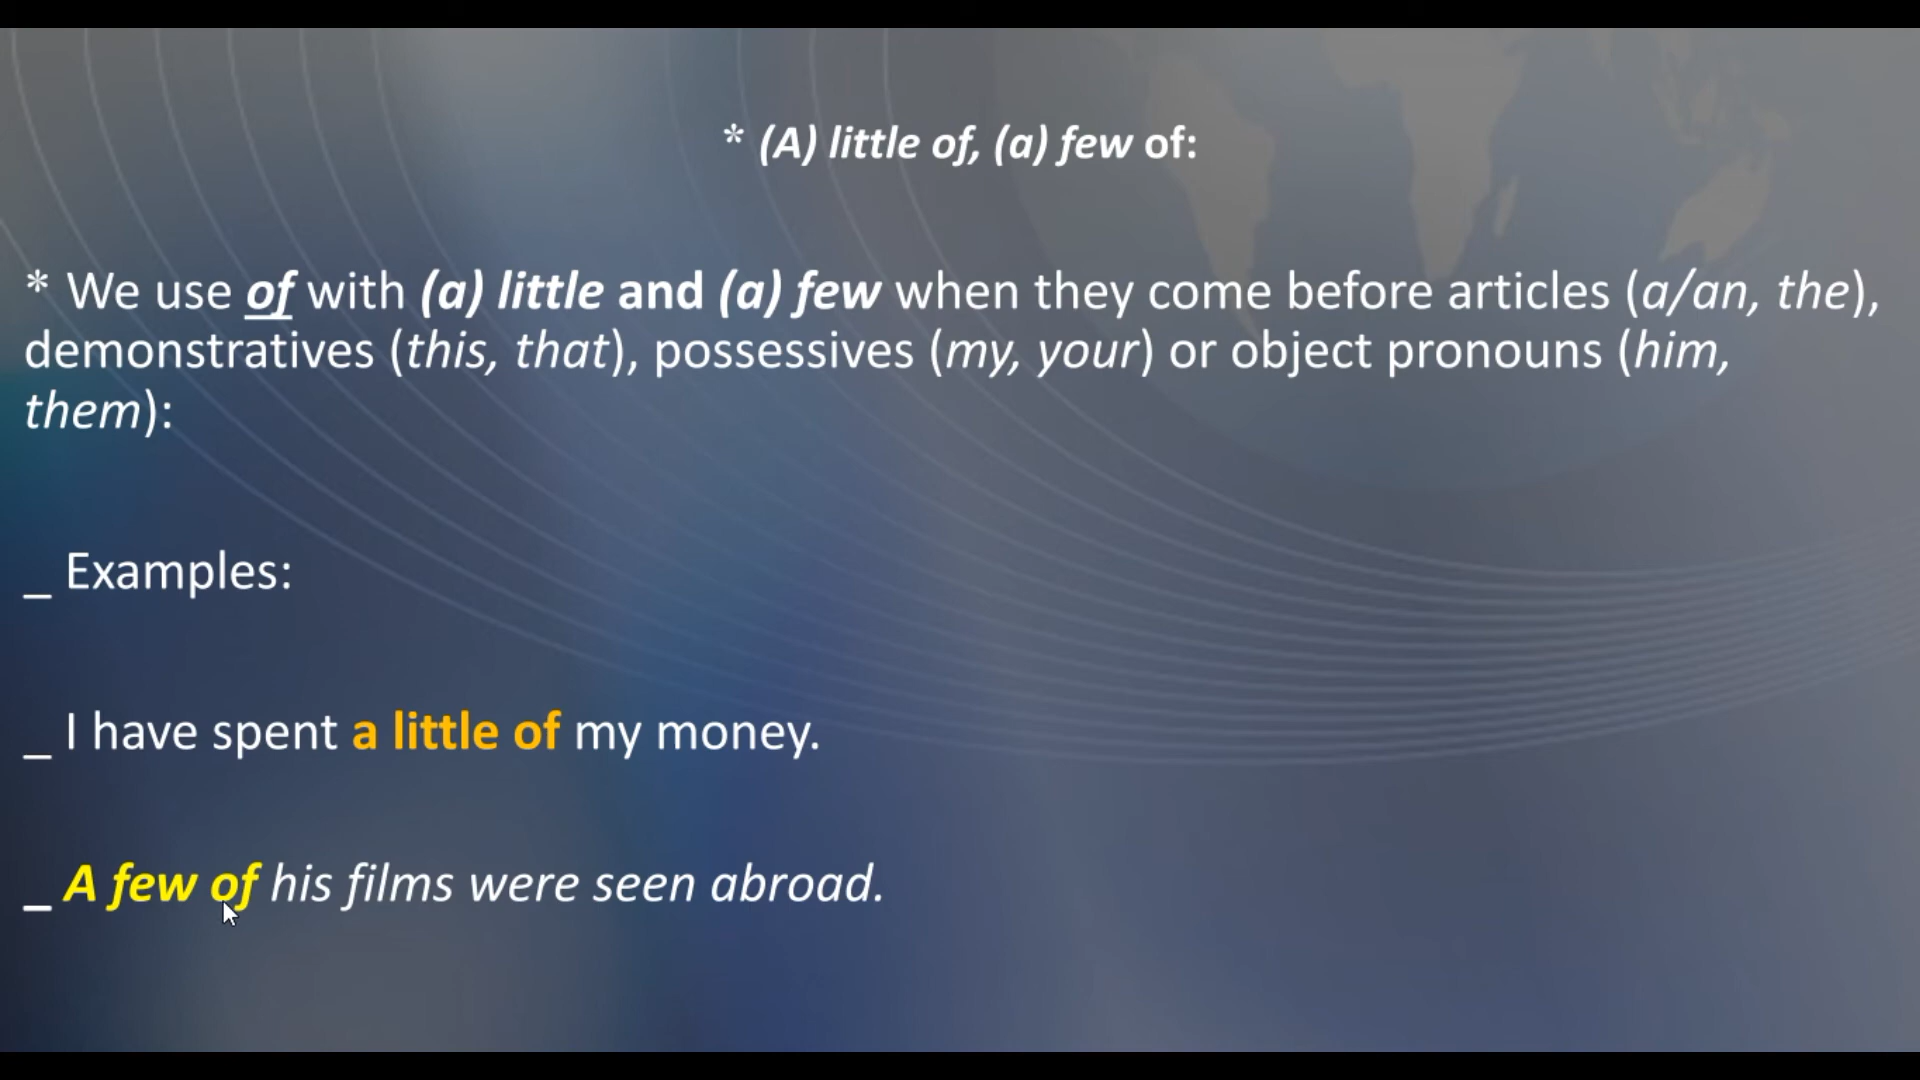 * (A) little of, (a) few of:
* We use of with (a) little and (a) few when they come before articles (a/an, the),
demonstratives (this, that), possessives (my, your) or object pronouns (him,
them):
_ Examples:
_ I have spent a little of my money.
_ A few of his films were seen abroad.